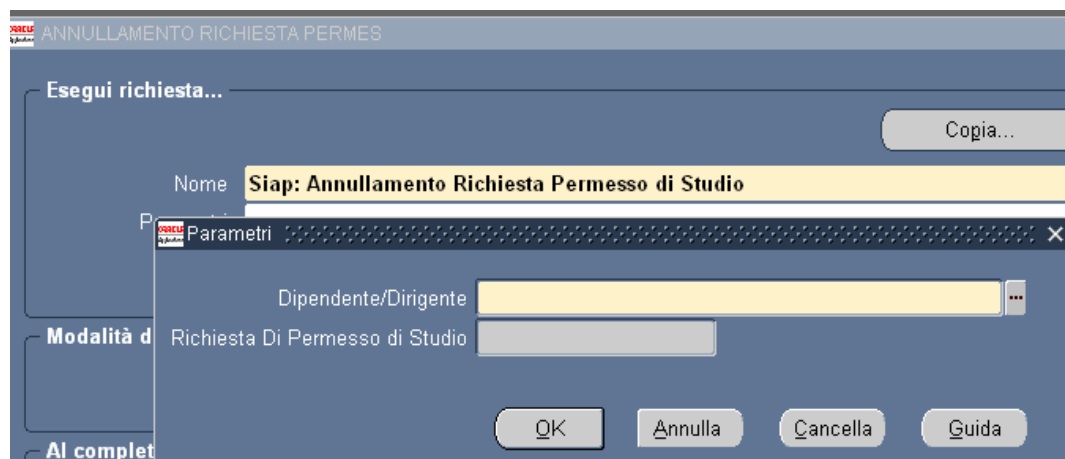 ANNULLAMENTO RICHIESTA PERMES
Esegui richiesta...
Copia...
Nome Siap: Annullamento Richiesta Permesso di Studio
Parametri
Dipendente/Dirigente
Modalità d
Richiesta Di Permesso di Studio
OK Annulla Cancella Guida
Al complet